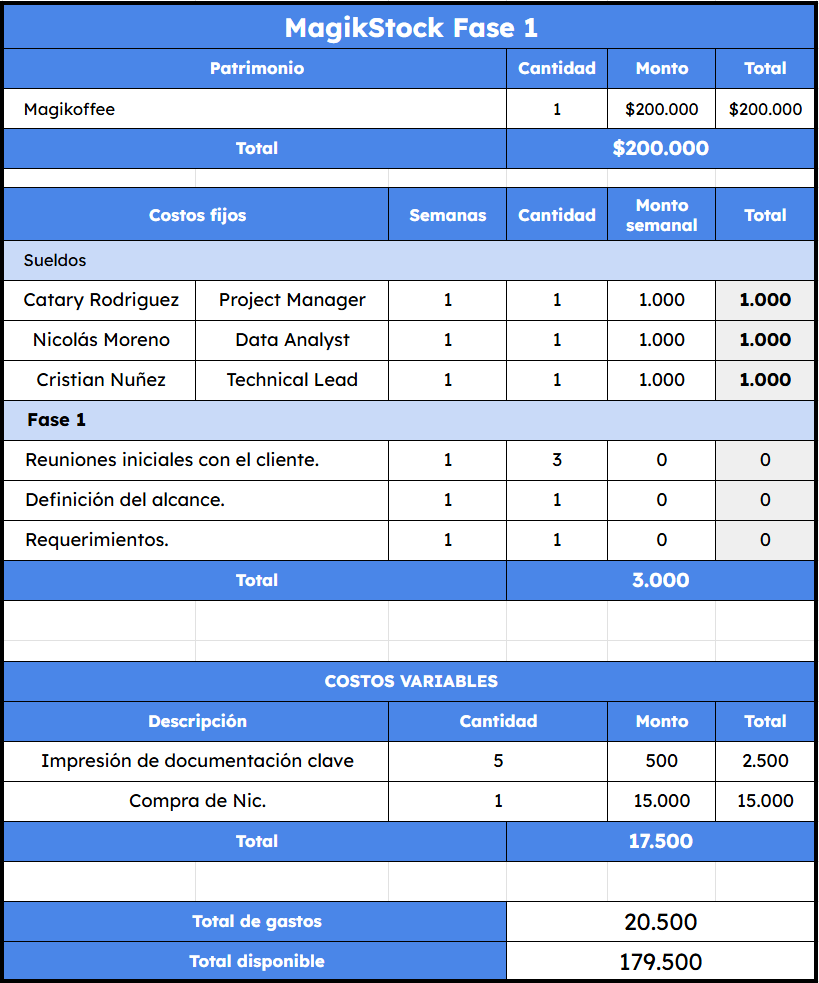 MagikStock Fase 1
Patrimonio Cantidad Monto Total
Magikoffee 1 $200.000 $200.000
Total $200.000
Costos fijos Semanas Cantidad Monto semanal Total
Sueldos
Catary Rodriguez Project Manager 1 1 1.000 1.000
Nicolás Moreno Data Analyst 1 1 1.000 1.000
Cristian Nuñez Technical Lead 1 1 1.000 1.000
Fase 1
Reuniones iniciales con el cliente. 1 3 0 0
Definición del alcance. 1 1 0 0
Requerimientos. 1 1 0 0
Total 3.000
COSTOS VARIABLES
Descripción Cantidad Monto Total
Impresión de documentación clave 5 500 2.500
Compra de Nic. 1 15.000 15.000
Total 17.500
Total de gastos 20.500
Total disponible 179.500